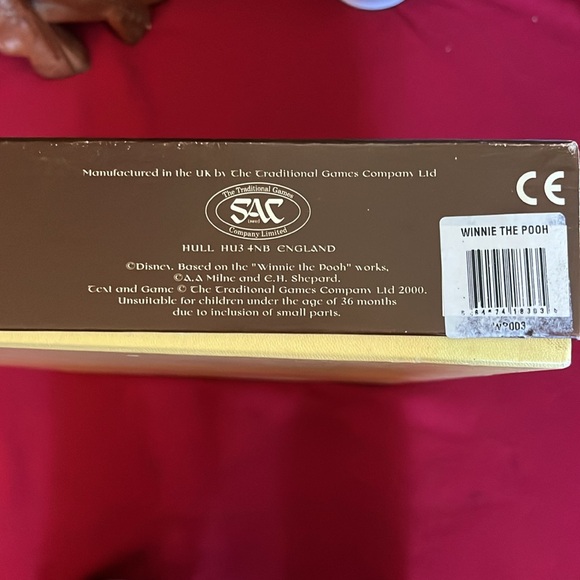 Manufactured in the UK by The Traditional Games Company Ltd
The Traditional Games
SAC
Company Limited
HULL HU3 4NB ENGLAND
©Disney. Based on the "Winnie the Pooh" works,
©A.A Milne and E.H. Shepard.
Text and Game © The Traditional Games Company Ltd 2000.
Unsuitable for children under the age of 36 months
due to inclusion of small parts.
CE
WINNIE THE POOH